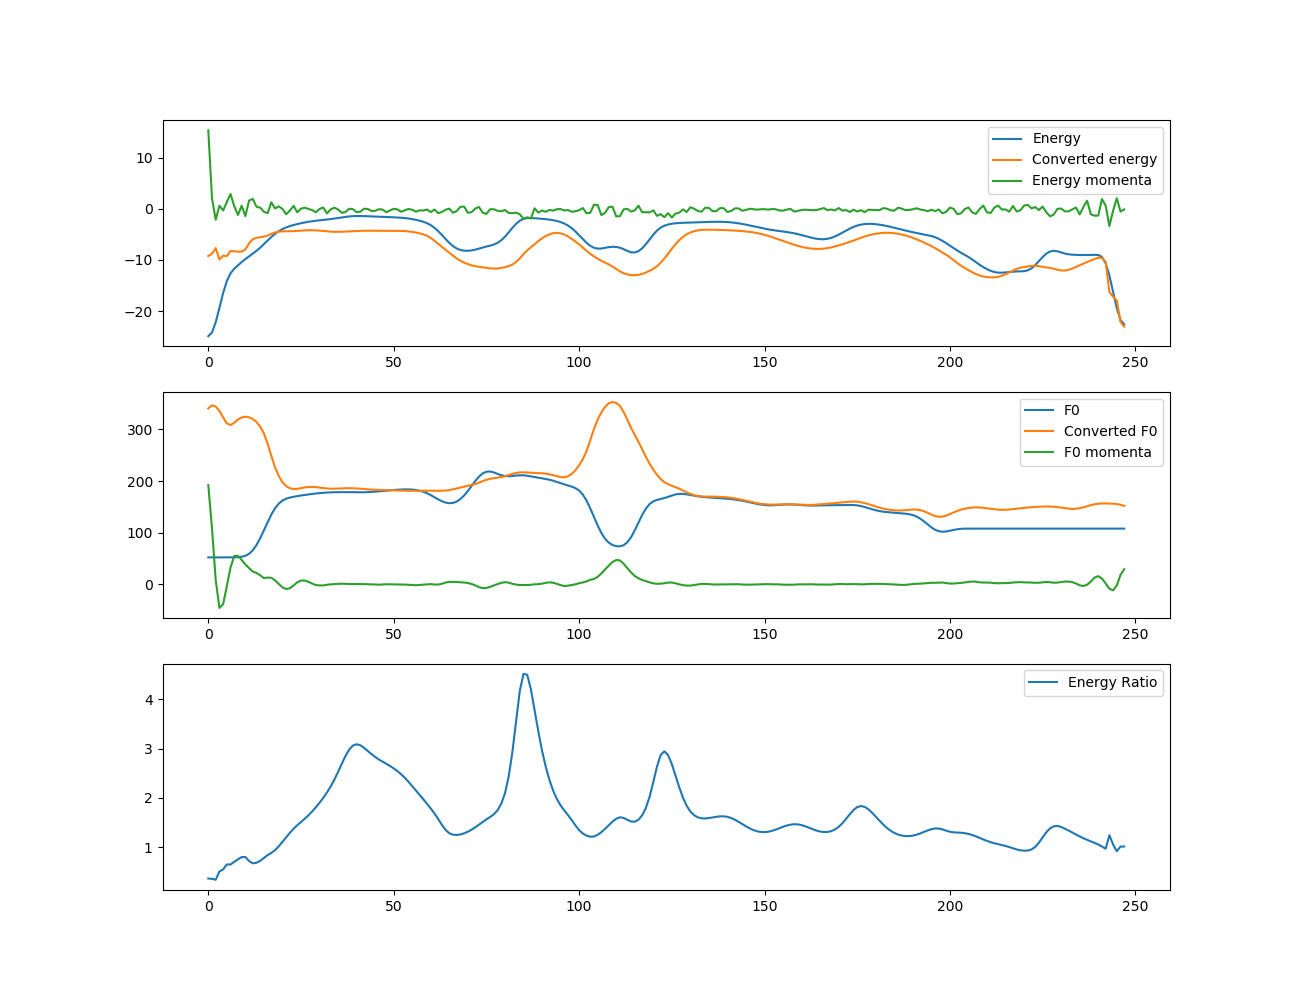 10
0
−10
−20
Energy
Converted energy
Energy momenta
0 50 100 150 200 250
300
200
100
0
F0
Converted F0
F0 momenta
0 50 100 150 200 250
4
3
2
1
Energy Ratio
0 50 100 150 200 250